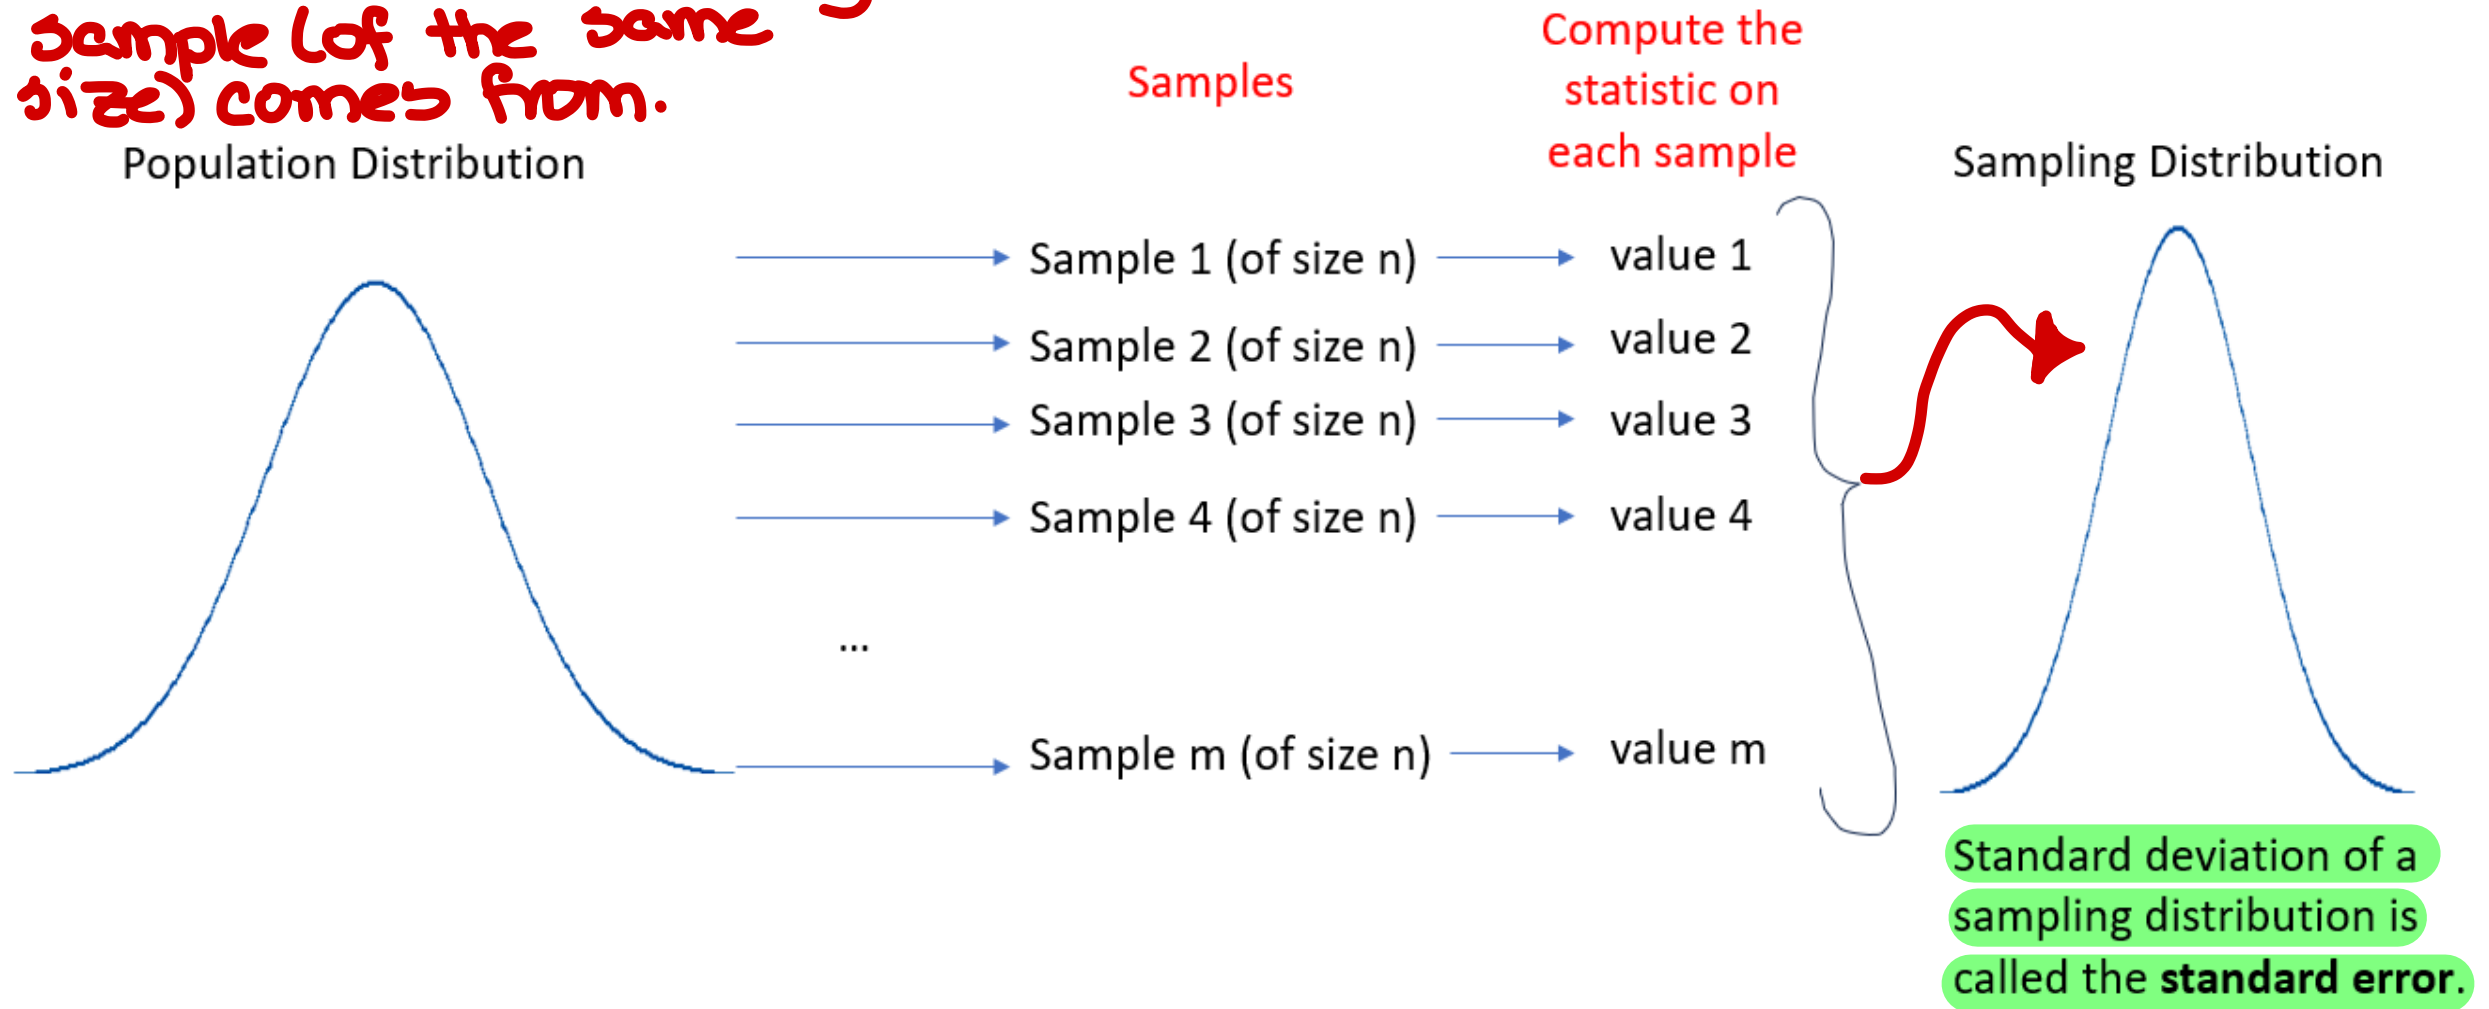 sample (of the same
size) comes from.
Samples
Compute the
statistic on
each sample
Population Distribution
Sampling Distribution
Sample 1 (of size n)
value 1
Sample 2 (of size n)
value 2
Sample 3 (of size n)
value 3
Sample 4 (of size n)
value 4
...
Sample m (of size n)
value m
Standard deviation of a
sampling distribution is
called the standard error.